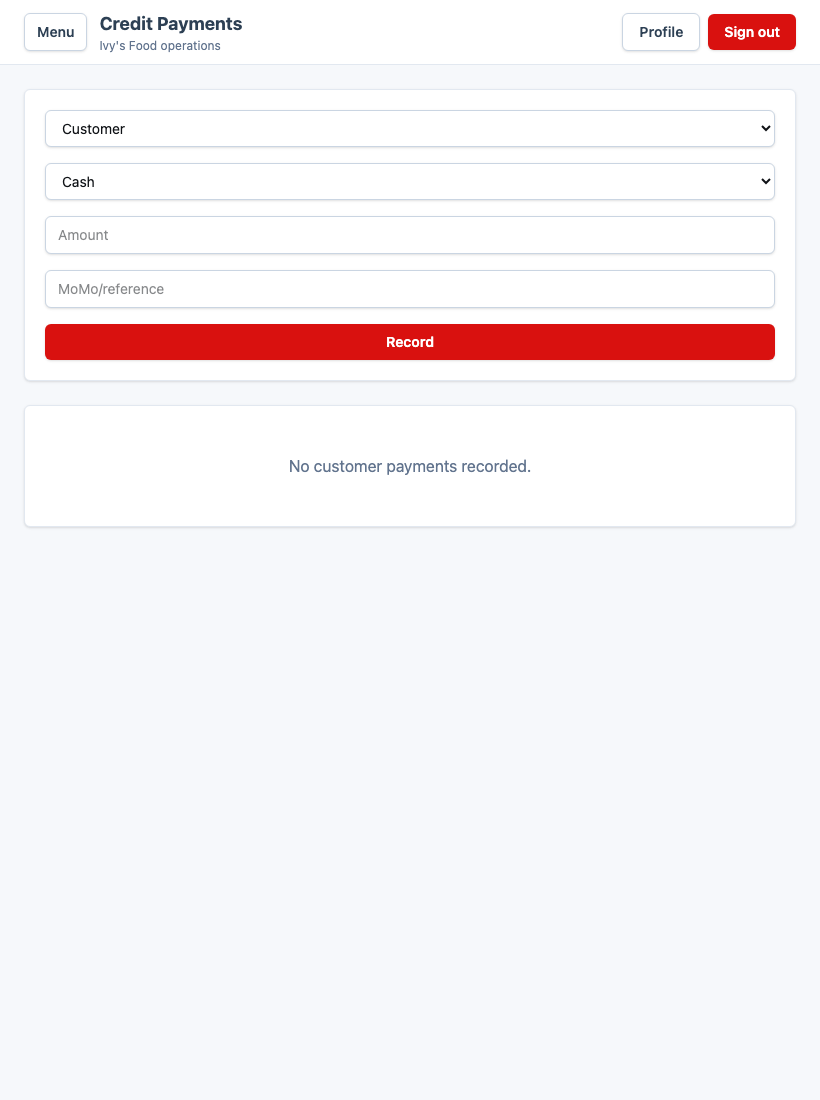 Menu
Credit Payments
Ivy's Food operations
Profile
Sign out
Customer
Cash
Amount
MoMo/reference
Record
No customer payments recorded.